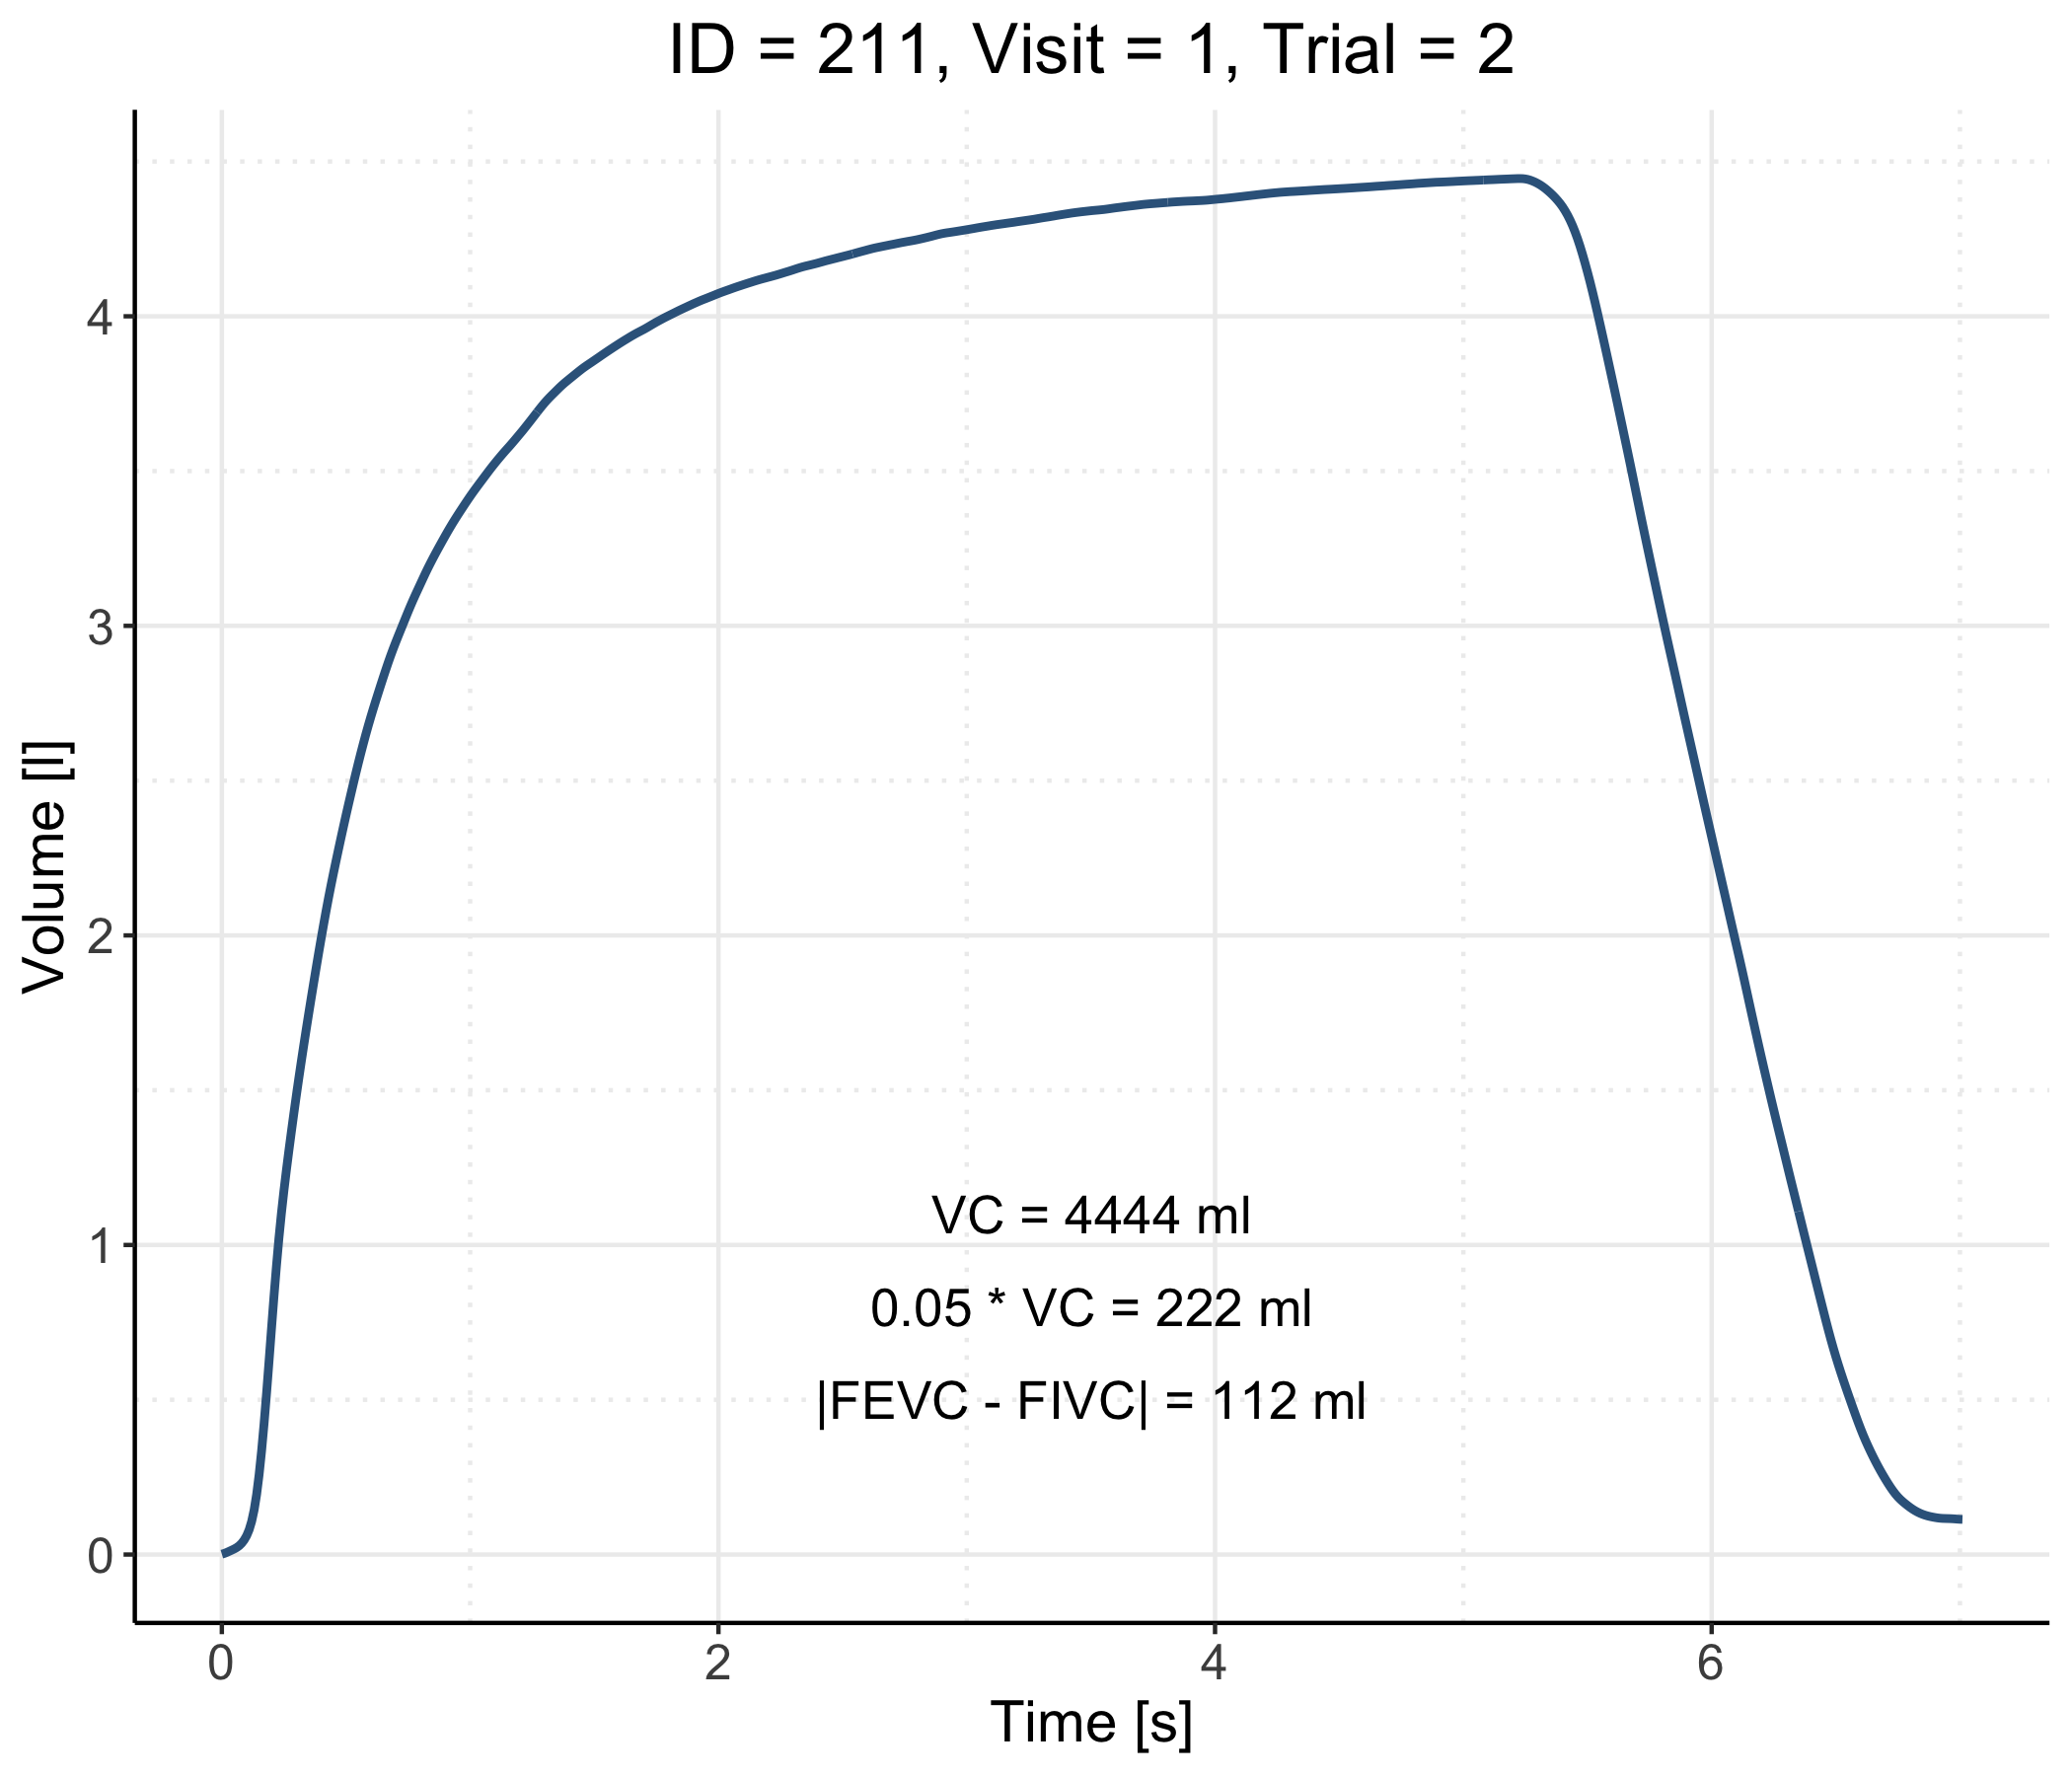 ID = 211, Visit = 1, Trial = 2
Volume [l]
4
3
2
1
0
VC = 4444 ml
0.05 * VC = 222 ml
|FEVC - FIVC| = 112 ml
0 2 4 6
Time [s]